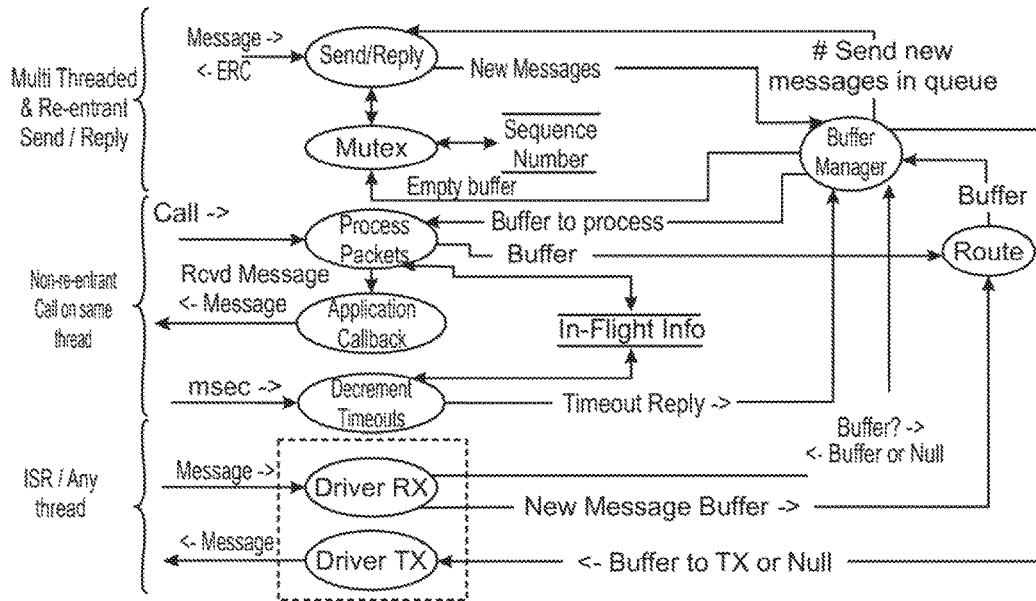 Message ->
<- ERC
Send/Reply
New Messages
# Send new
messages in queue
Multi Threaded
& Re-entrant
Send / Reply
Mutex
Sequence
Number
Buffer
Manager
Empty buffer
Buffer
Call ->
Buffer to process
Process
Packets
Buffer
Route
Rcvd Message
<- Message
Non-re-entrant
Call on same
thread
Application
Callback
In-Flight Info
msec ->
Decrement
Timeouts
Timeout Reply ->
Buffer? ->
<- Buffer or Null
ISR / Any
thread
Message ->
Driver RX
New Message Buffer ->
<- Message
Driver TX
<- Buffer to TX or Null